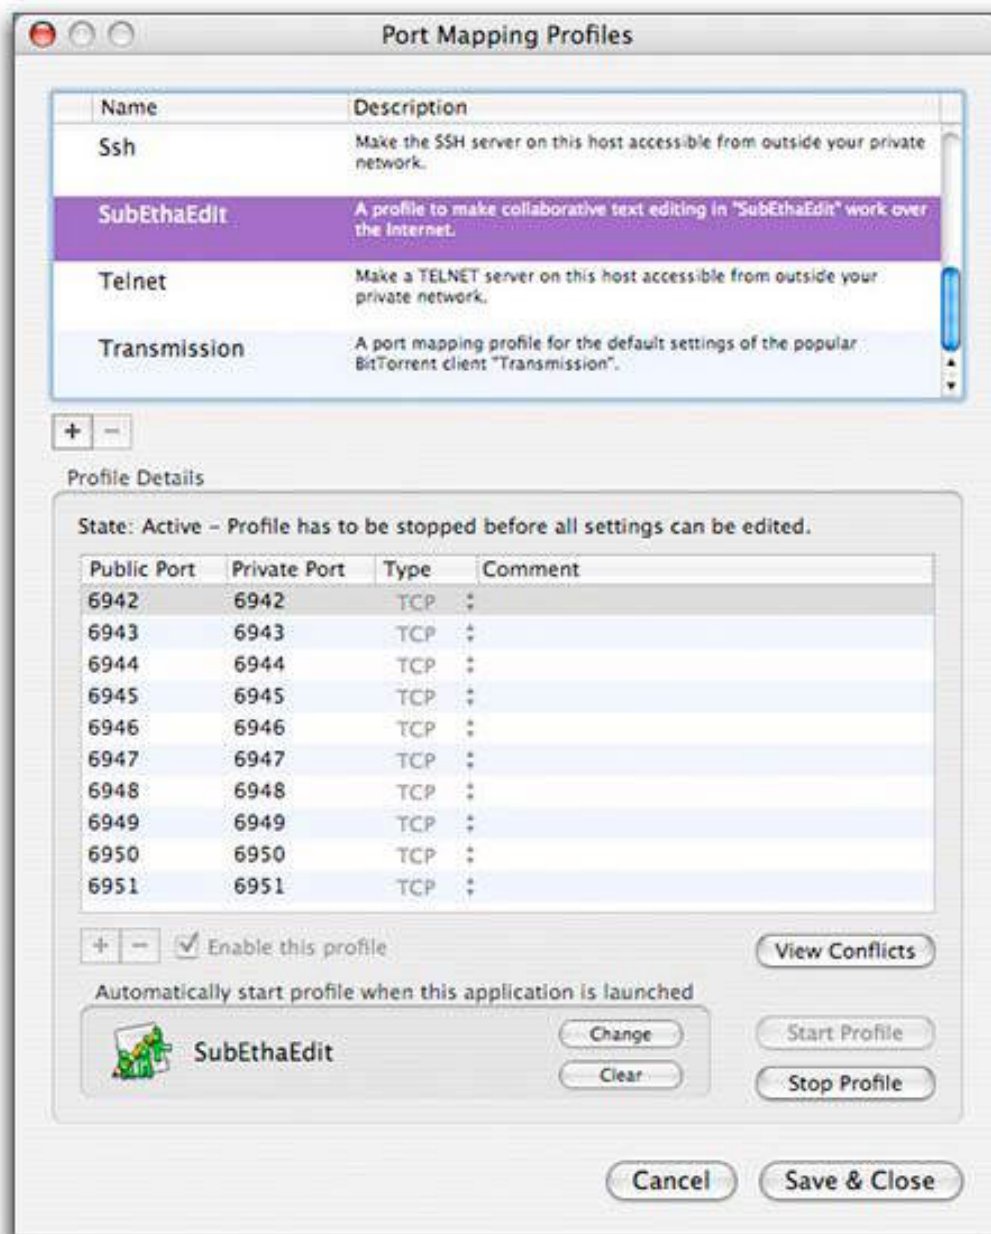 Port Mapping Profiles
Name Description
Ssh Make the SSH server on this host accessible from outside your private
network.
SubEthaEdit A profile to make collaborative text editing in "SubEthaEdit" work over
the Internet.
Telnet Make a TELNET server on this host accessible from outside your
private network.
Transmission A port mapping profile for the default settings of the popular
BitTorrent client "Transmission".
+ −
Profile Details
State: Active – Profile has to be stopped before all settings can be edited.
Public Port Private Port Type Comment
6942 6942 TCP
6943 6943 TCP
6944 6944 TCP
6945 6945 TCP
6946 6946 TCP
6947 6947 TCP
6948 6948 TCP
6949 6949 TCP
6950 6950 TCP
6951 6951 TCP
+ − Enable this profile View Conflicts
Automatically start profile when this application is launched
SubEthaEdit
Change
Clear
Start Profile
Stop Profile
Cancel Save & Close